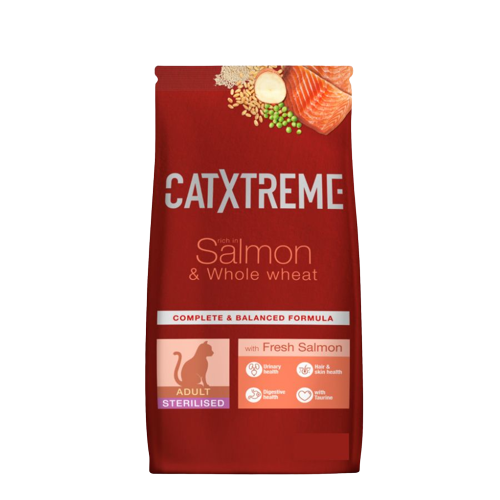 CATXTREME
rich in
Salmon
& Whole wheat
COMPLETE & BALANCED FORMULA
with Fresh Salmon
Urinary health
Hair & skin health
Digestive health
with Taurine
ADULT
STERILISED